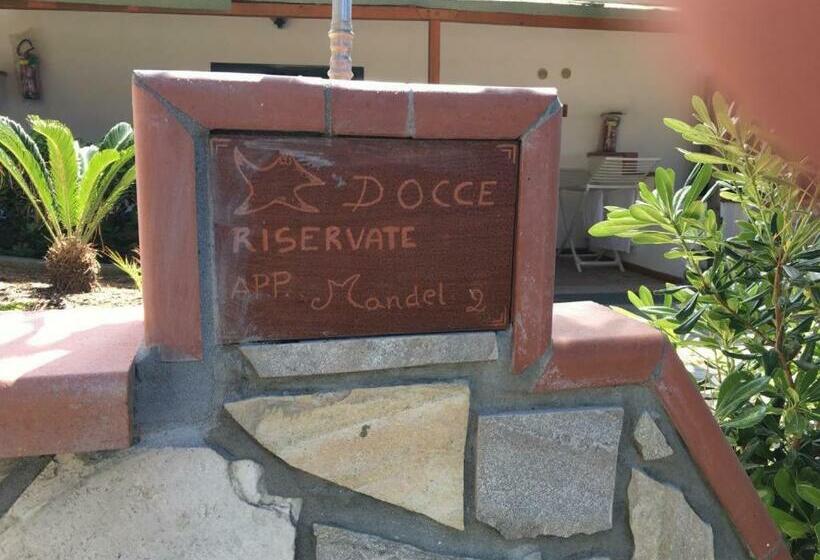 DOCCE
RISERVATE
APP. Mandel 2